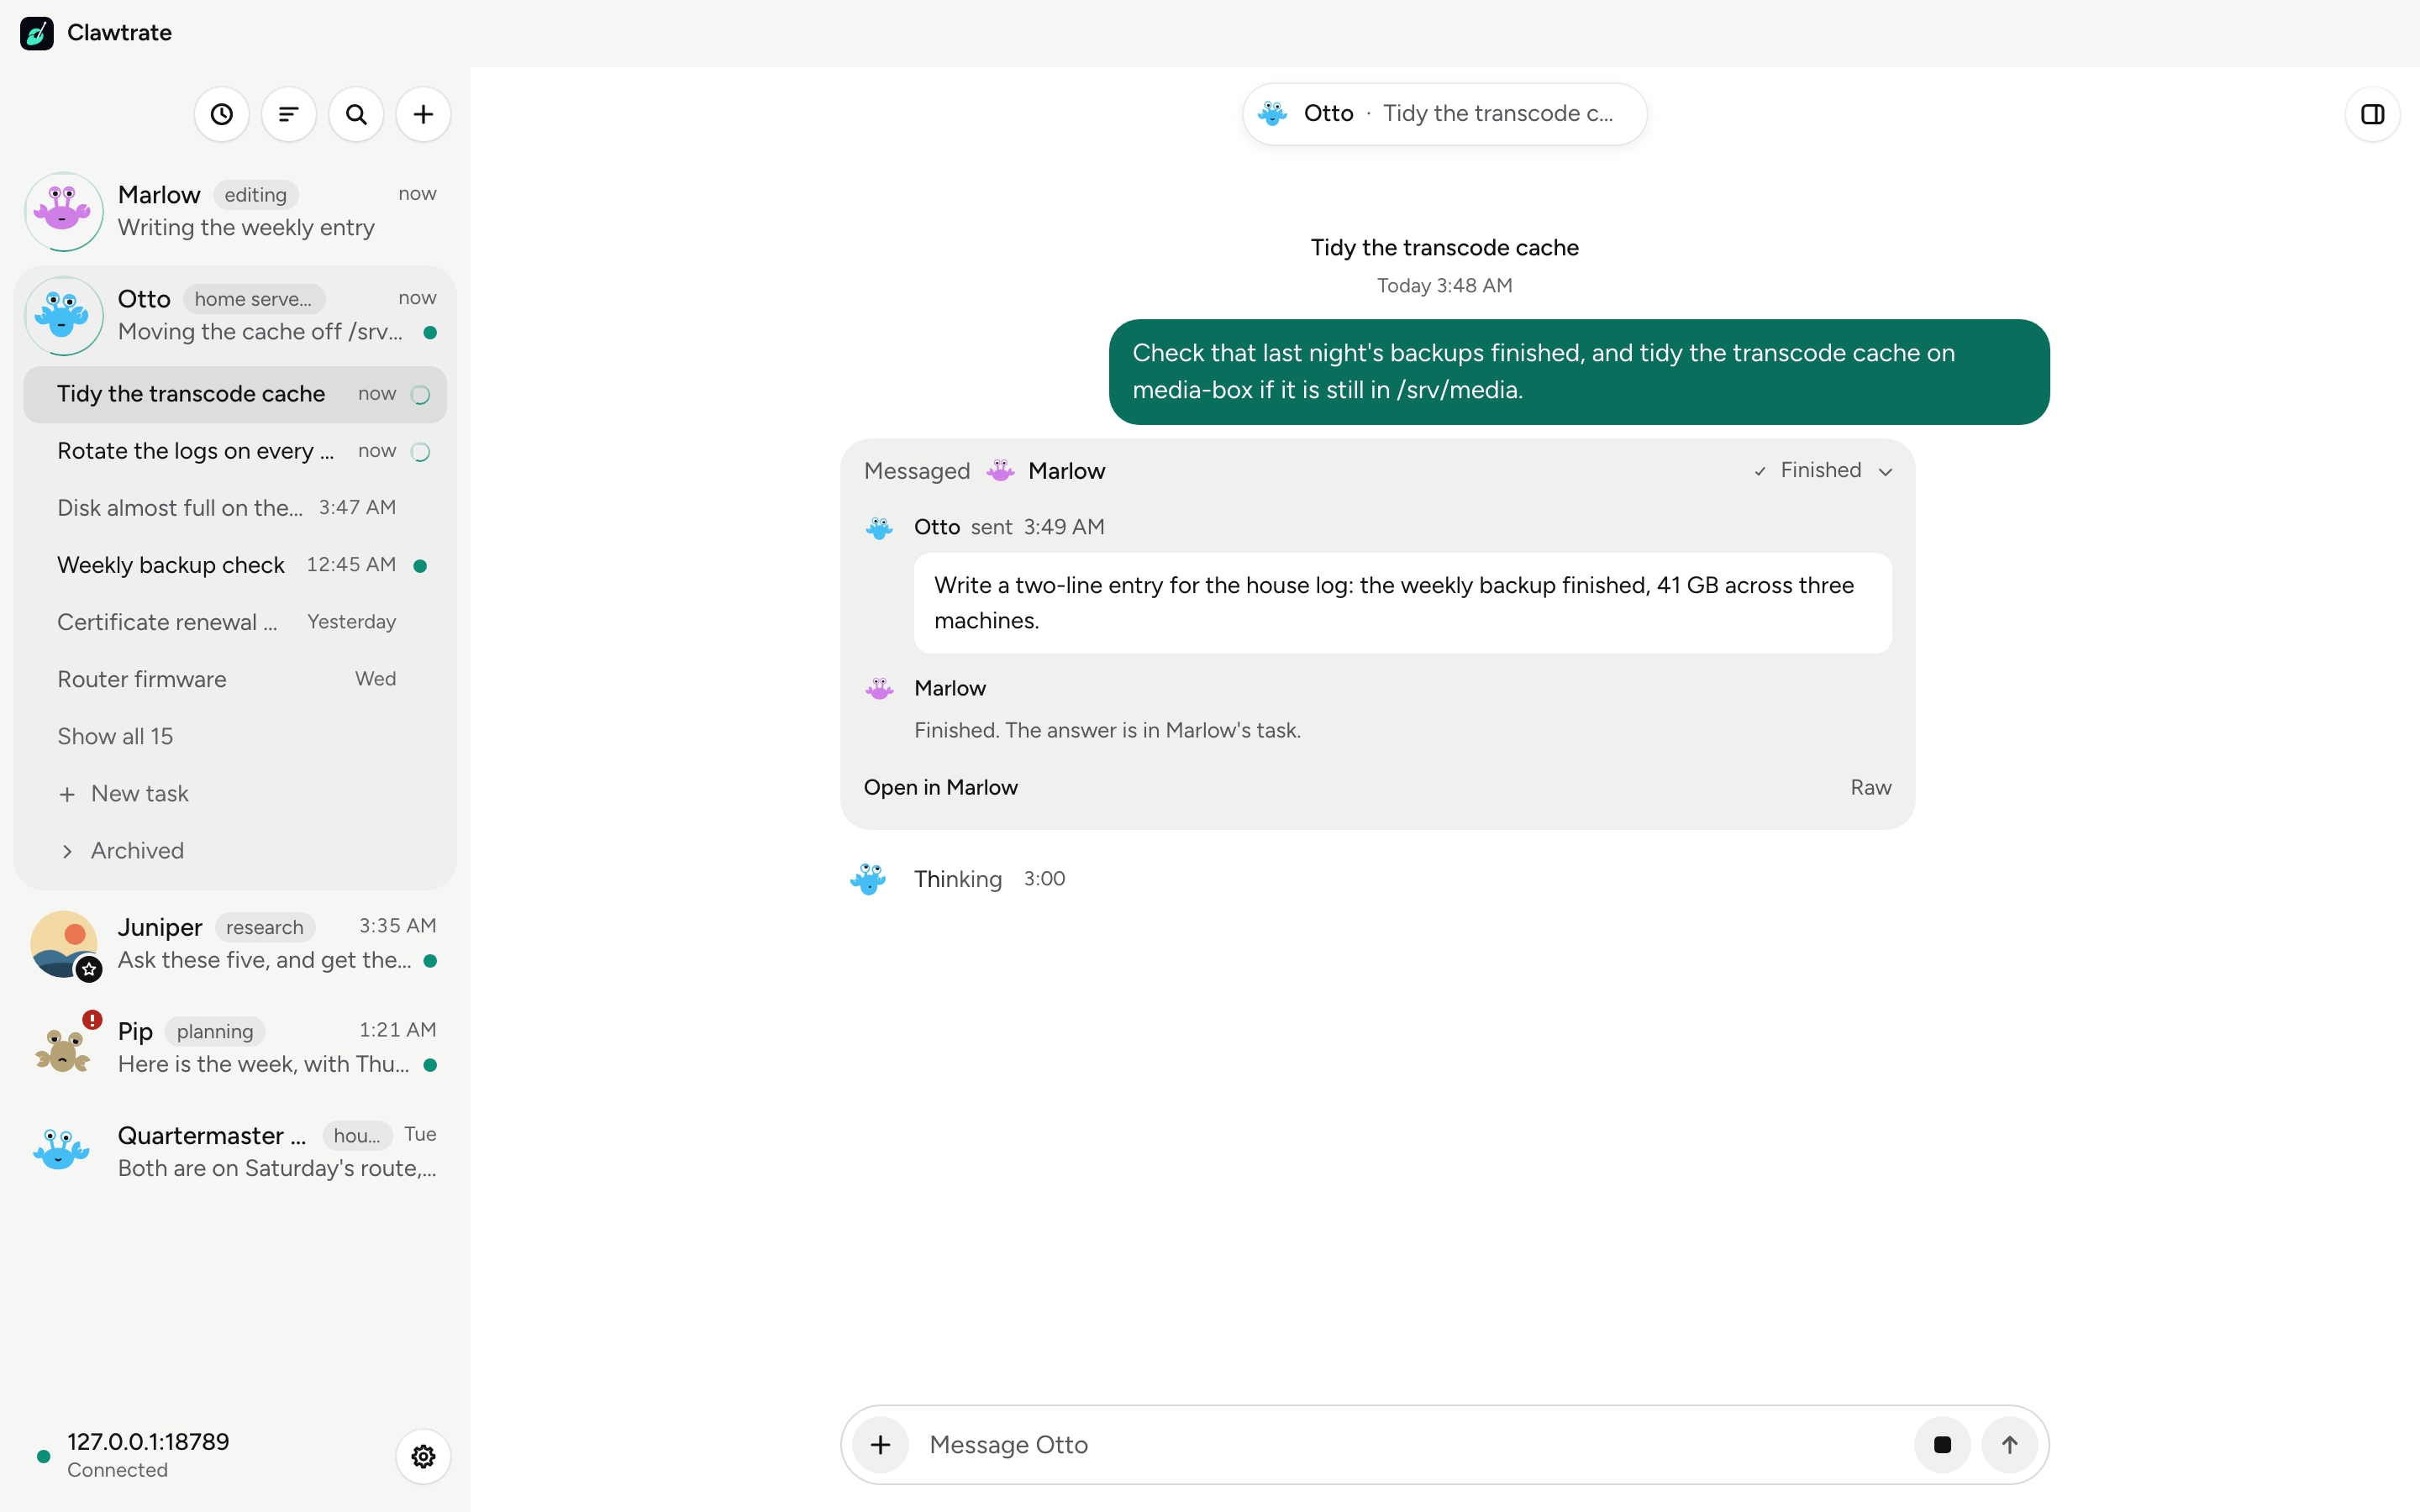 Clawtrate
Marlow editing now
Writing the weekly entry
Otto home serve... now
Moving the cache off /srv...
Tidy the transcode cache now
Rotate the logs on every ... now
Disk almost full on the... 3:47 AM
Weekly backup check 12:45 AM
Certificate renewal ... Yesterday
Router firmware Wed
Show all 15
New task
Archived
Juniper research 3:35 AM
Ask these five, and get the...
Pip planning 1:21 AM
Here is the week, with Thu...
Quartermaster ... hou... Tue
Both are on Saturday's route,...
127.0.0.1:18789
Connected
Otto · Tidy the transcode c...
Tidy the transcode cache
Today 3:48 AM
Check that last night's backups finished, and tidy the transcode cache on
media-box if it is still in /srv/media.
Messaged Marlow Finished
Otto sent 3:49 AM
Write a two-line entry for the house log: the weekly backup finished, 41 GB across three
machines.
Marlow
Finished. The answer is in Marlow's task.
Open in Marlow Raw
Thinking 3:00
Message Otto